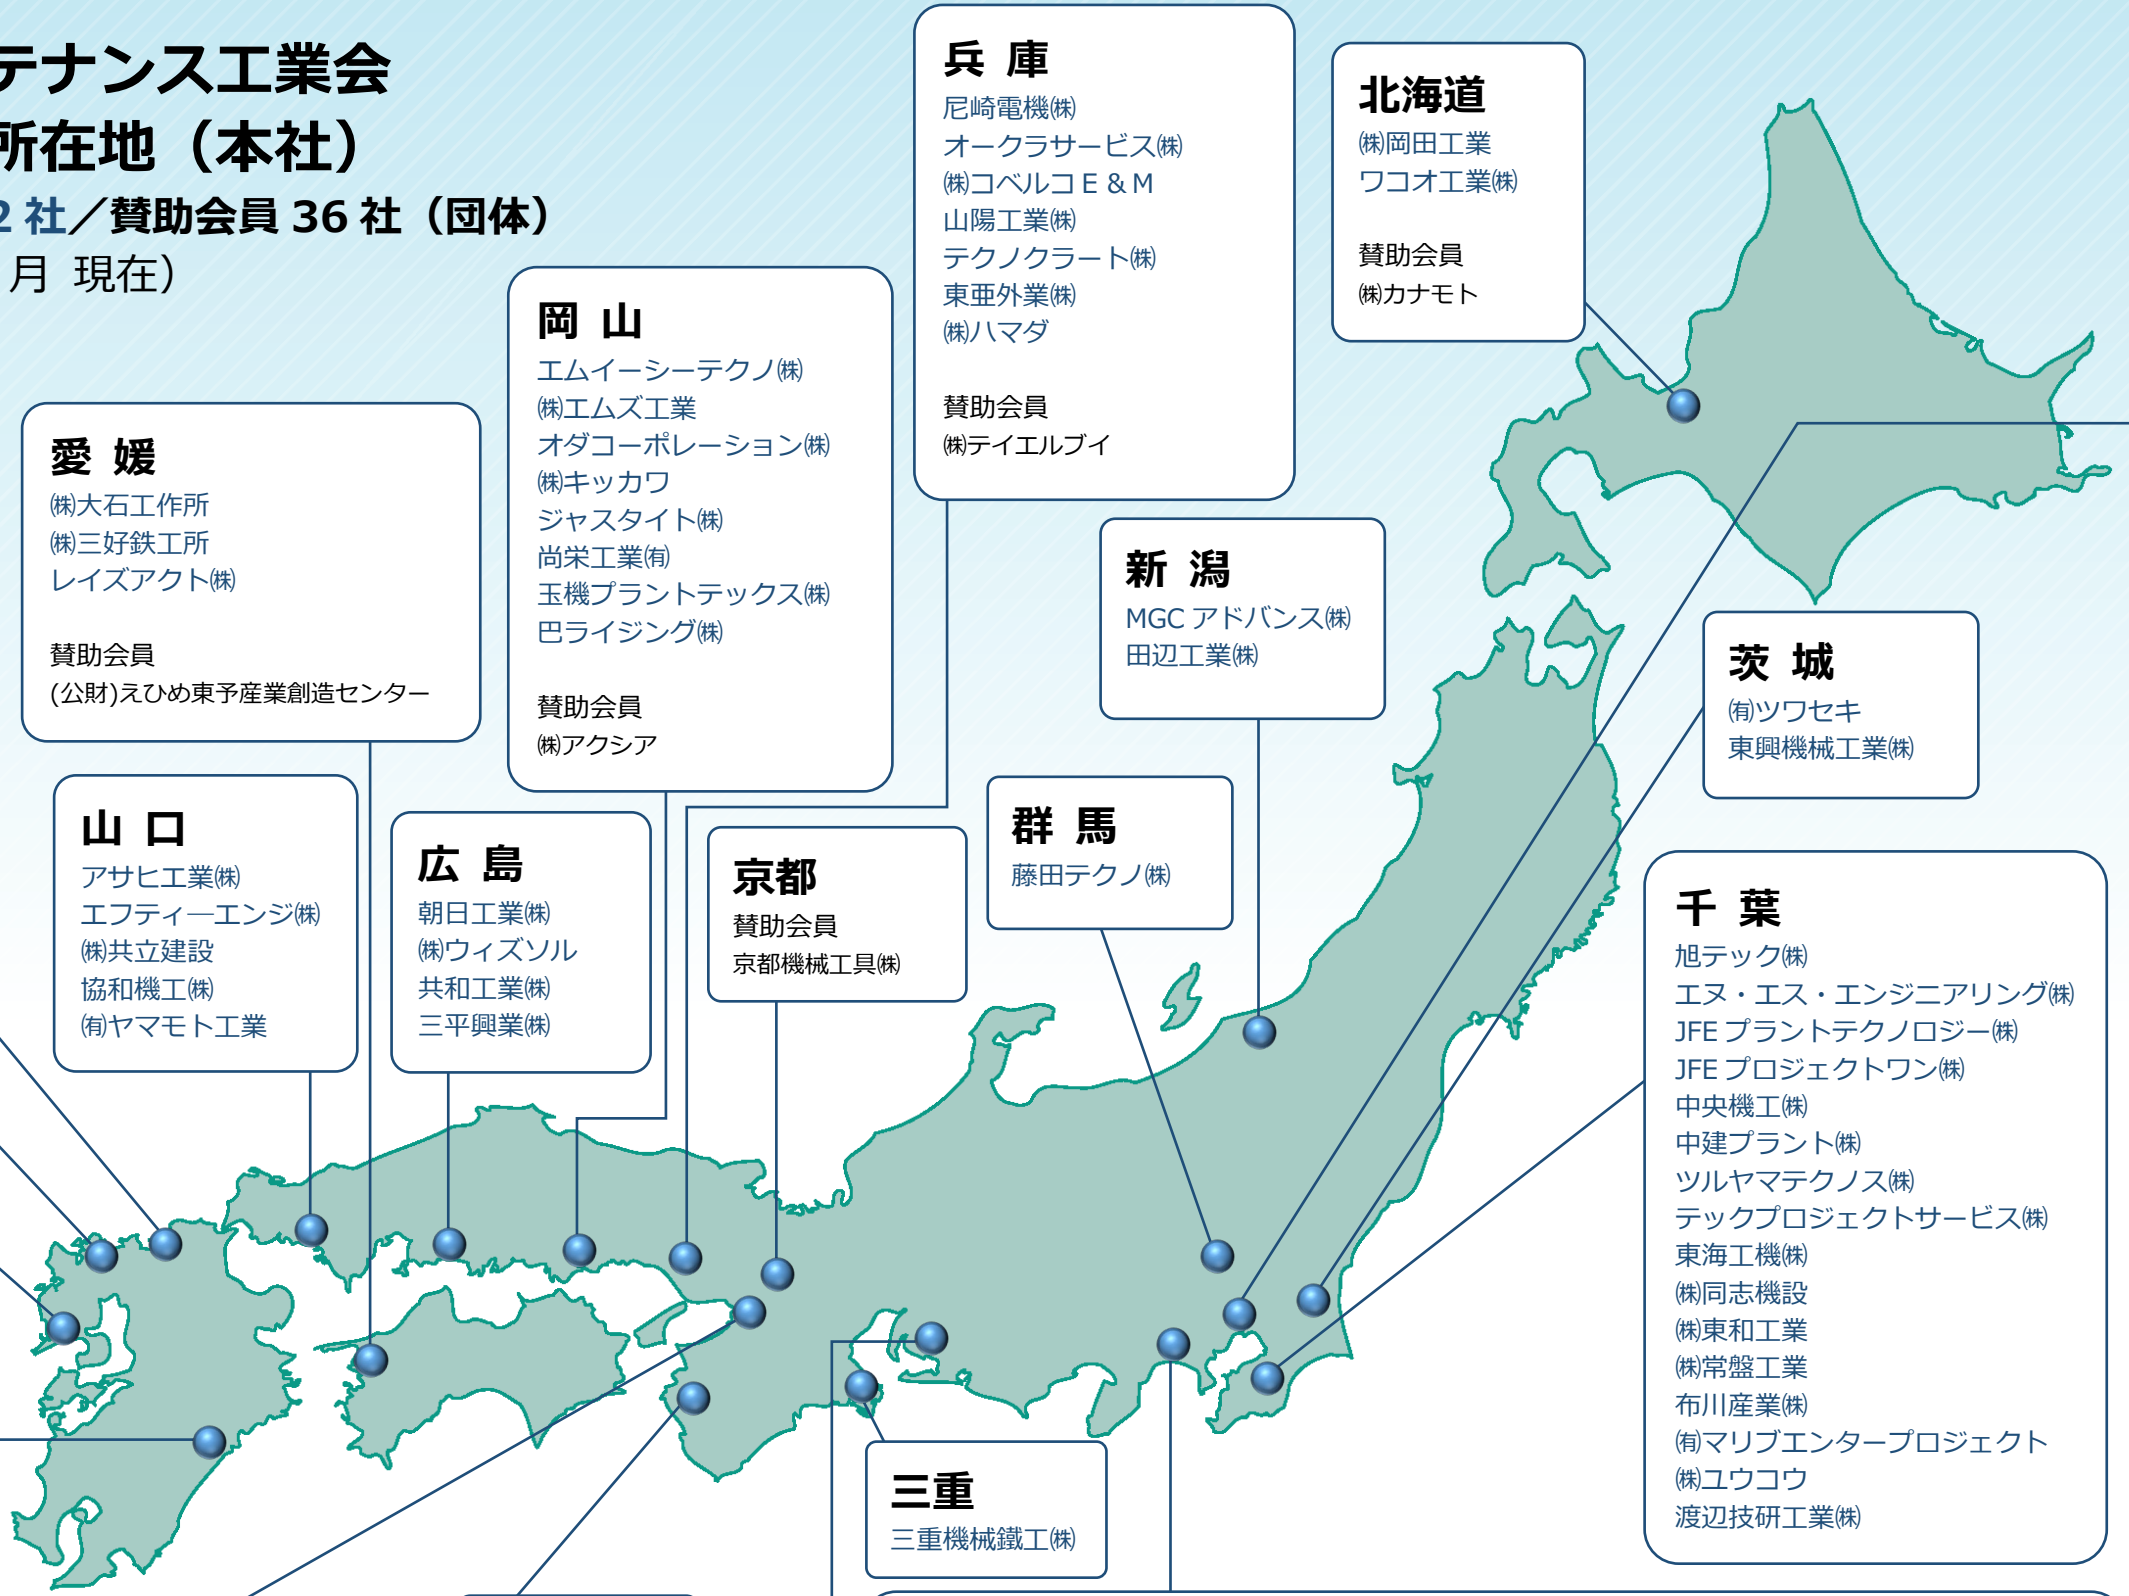 テナンス工業会
所在地（本社）
2 社／賛助会員 36 社（団体）
月 現在）
兵 庫
尼崎電機㈱
オークラサービス㈱
㈱コベルコＥ＆Ｍ
山陽工業㈱
テクノクラート㈱
東亜外業㈱
㈱ハマダ
賛助会員
㈱テイエルブイ
北海道
㈱岡田工業
ワコオ工業㈱
賛助会員
㈱カナモト
岡 山
エムイーシーテクノ㈱
㈱エムズ工業
オダコーポレーション㈱
㈱キッカワ
ジャスタイト㈱
尚栄工業㈲
玉機プラントテックス㈱
巴ライジング㈱
賛助会員
㈱アクシア
愛 媛
㈱大石工作所
㈱三好鉄工所
レイズアクト㈱
賛助会員
(公財)えひめ東予産業創造センター
新 潟
MGC アドバンス㈱
田辺工業㈱
茨 城
㈲ツワセキ
東興機械工業㈱
山 口
アサヒ工業㈱
エフティ―エンジ㈱
㈱共立建設
協和機工㈱
㈲ヤマモト工業
広 島
朝日工業㈱
㈱ウィズソル
共和工業㈱
三平興業㈱
京都
賛助会員
京都機械工具㈱
群 馬
藤田テクノ㈱
千 葉
旭テック㈱
エヌ・エス・エンジニアリング㈱
JFE プラントテクノロジー㈱
JFE プロジェクトワン㈱
中央機工㈱
中建プラント㈱
ツルヤマテクノス㈱
テックプロジェクトサービス㈱
東海工機㈱
㈱同志機設
㈱東和工業
㈱常盤工業
布川産業㈱
㈲マリブエンタープロジェクト
㈱ユウコウ
渡辺技研工業㈱
三重
三重機械鐵工㈱